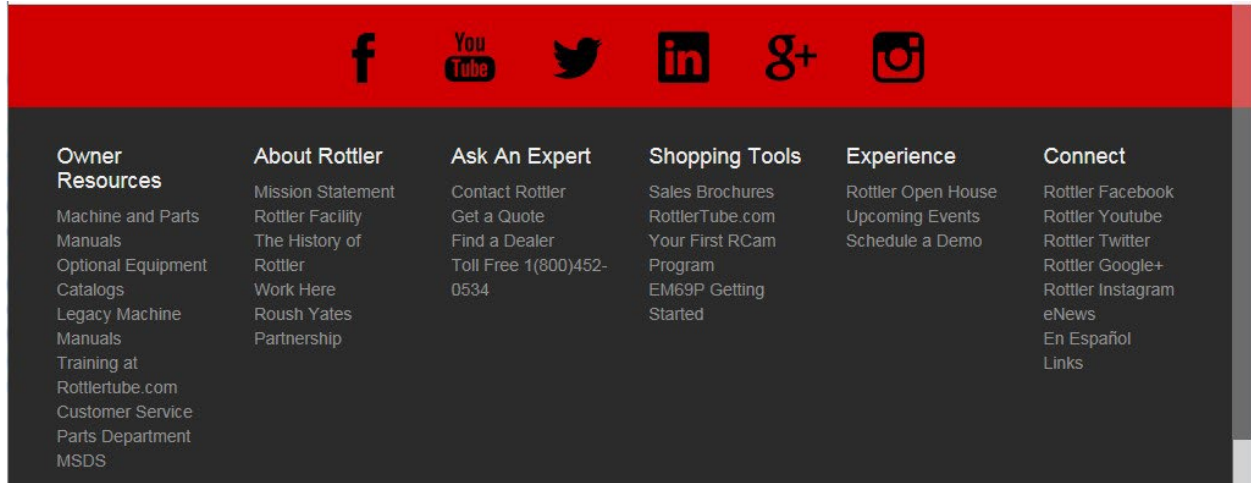 f
You
Tube
in
g+
Owner
Resources
Machine and Parts
Manuals
Optional Equipment
Catalogs
Legacy Machine
Manuals
Training at
Rottlertube.com
Customer Service
Parts Department
MSDS
About Rottler
Mission Statement
Rottler Facility
The History of
Rottler
Work Here
Roush Yates
Partnership
Ask An Expert
Contact Rottler
Get a Quote
Find a Dealer
Toll Free 1(800)452-
0534
Shopping Tools
Sales Brochures
RottlerTube.com
Your First RCam
Program
EM69P Getting
Started
Experience
Rottler Open House
Upcoming Events
Schedule a Demo
Connect
Rottler Facebook
Rottler Youtube
Rottler Twitter
Rottler Google+
Rottler Instagram
eNews
En Español
Links